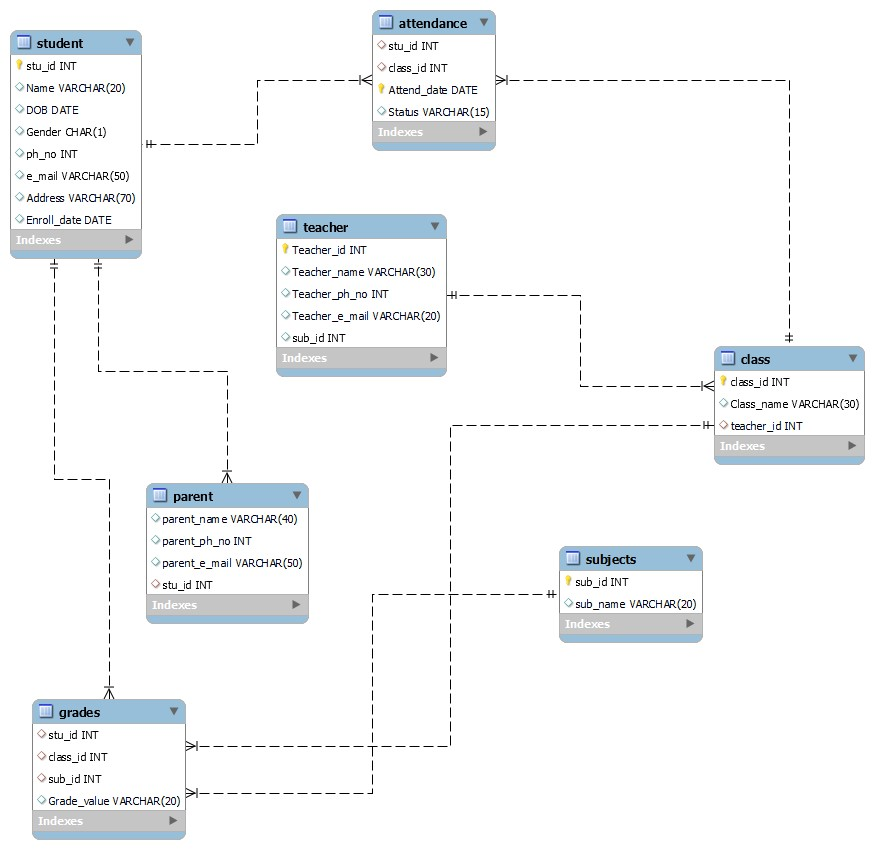 student
stu_id INT
Name VARCHAR(20)
DOB DATE
Gender CHAR(1)
ph_no INT
e_mail VARCHAR(50)
Address VARCHAR(70)
Enroll_date DATE
Indexes
attendance
stu_id INT
class_id INT
Attend_date DATE
Status VARCHAR(15)
Indexes
teacher
Teacher_id INT
Teacher_name VARCHAR(30)
Teacher_ph_no INT
Teacher_e_mail VARCHAR(20)
sub_id INT
Indexes
class
class_id INT
Class_name VARCHAR(30)
teacher_id INT
Indexes
parent
parent_name VARCHAR(40)
parent_ph_no INT
parent_e_mail VARCHAR(50)
stu_id INT
Indexes
subjects
sub_id INT
sub_name VARCHAR(20)
Indexes
grades
stu_id INT
class_id INT
sub_id INT
Grade_value VARCHAR(20)
Indexes